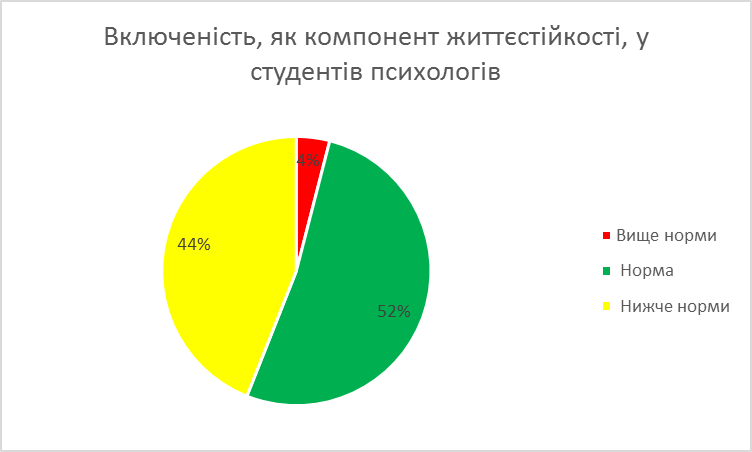 Включеність, як компонент життєстійкості, у
студентів психологів
4%
44%
52%
Вище норми
Норма
Нижче норми